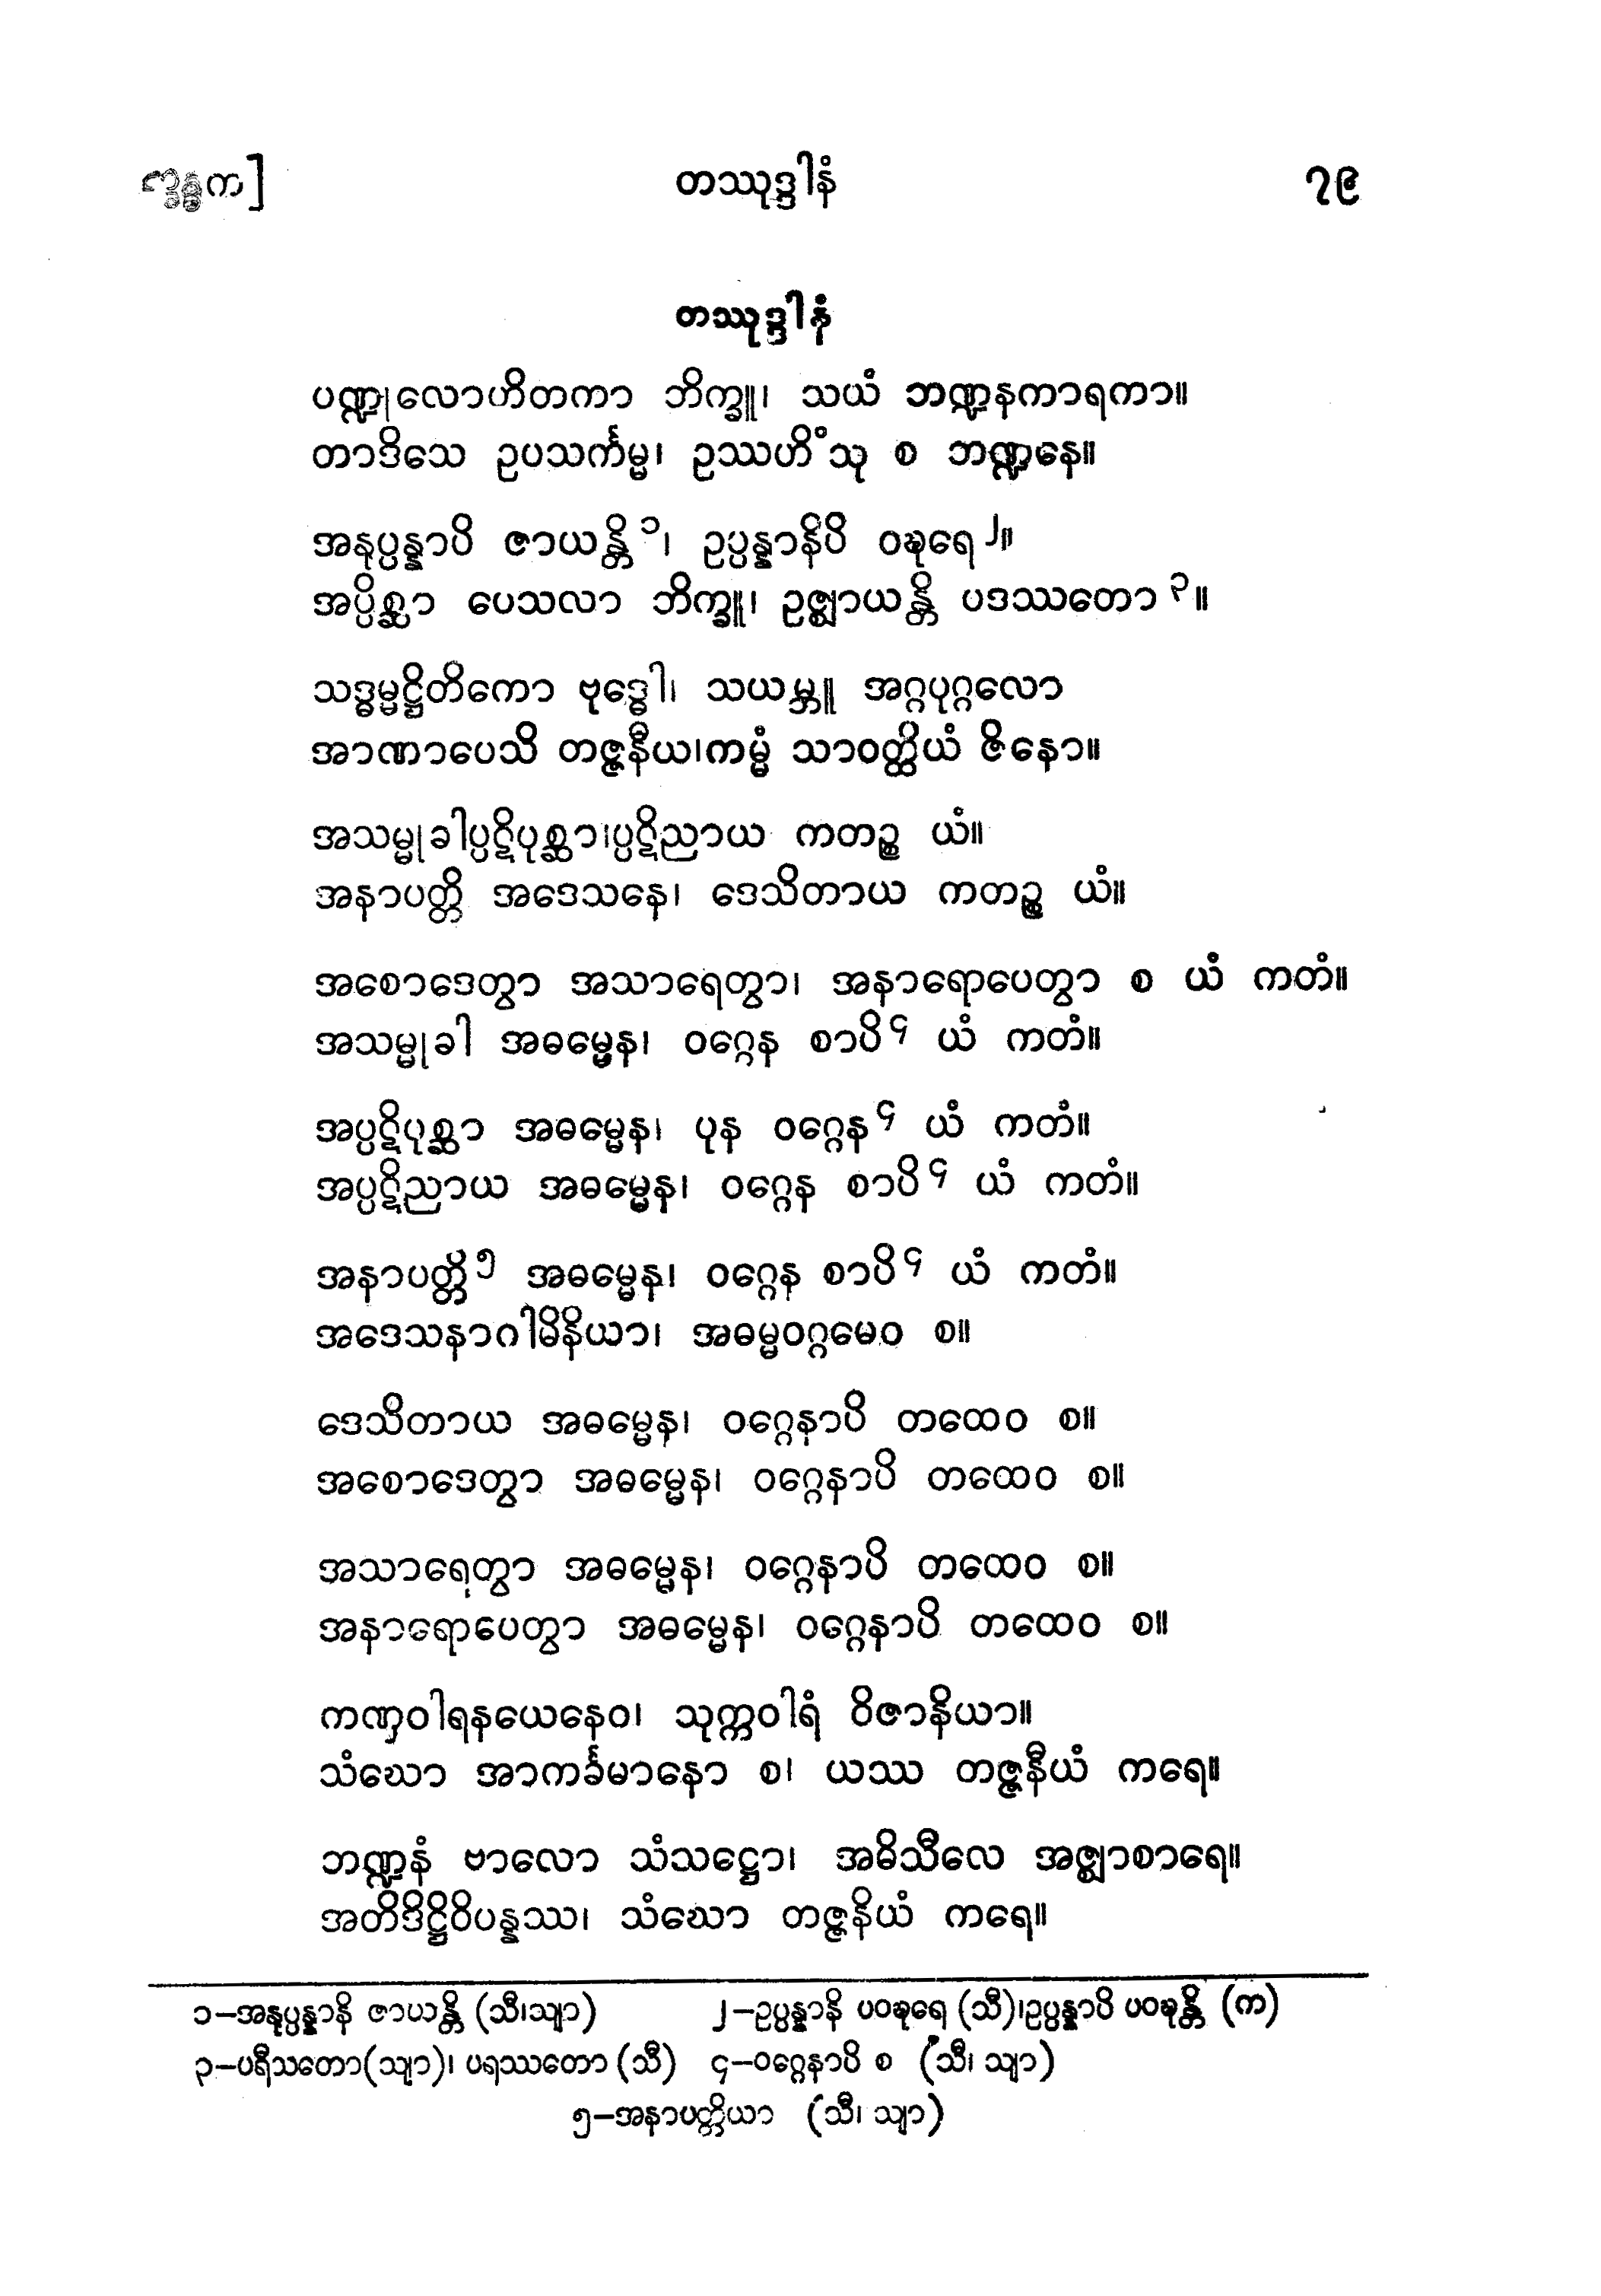 က္ခန္ဓက] တဿုဒ္ဒါနံ ၇၉
တဿုဒ္ဒါနံ
ပဏ္ဍုလောဟိတကာ ဘိက္ခူ၊ သယံ ဘဏ္ဍနကာရကာ။
တာဒိသေ ဥပသင်္ကမ္မ၊ ဥဿဟိံသု စ ဘဏ္ဍနေ။
အနုပ္ပန္နာပိ ဇာယန္တိ ၁၊ ဥပ္ပန္နာနိပိ ဝဍ္ဎရေ ၂။
အပ္ပိစ္ဆာ ပေသလာ ဘိက္ခူ၊ ဥဇ္ဈာယန္တိ ပဒဿတော ၃။
သဒ္ဓမ္မဋ္ဌိတိကော ဗုဒ္ဓေါ၊ သယမ္ဘူ အဂ္ဂပုဂ္ဂလော
အာဏာပေသိ တဇ္ဇနီယ၊ကမ္မံ သာဝတ္ထိယံ ဇိနော။
အသမ္မုခါပ္ပဋိပုစ္ဆာ၊ပ္ပဋိညာယ ကတဉ္စ ယံ။
အနာပတ္တိ အဒေသနေ၊ ဒေသိတာယ ကတဉ္စ ယံ။
အစောဒေတွာ အသာရေတွာ၊ အနာရောပေတွာ စ ယံ ကတံ။
အသမ္မုခါ အဓမ္မေန၊ ဝဂ္ဂေန စာပိ ၄ ယံ ကတံ။
အပ္ပဋိပုစ္ဆာ အဓမ္မေန၊ ပုန ဝဂ္ဂေန ၄ ယံ ကတံ။
အပ္ပဋိညာယ အဓမ္မေန၊ ဝဂ္ဂေန စာပိ ၄ ယံ ကတံ။
အနာပတ္တိ ၅ အဓမ္မေန၊ ဝဂ္ဂေန စာပိ ၄ ယံ ကတံ။
အဒေသနာဂါမိနိယာ၊ အဓမ္မဝဂ္ဂမေဝ စ။
ဒေသိတာယ အဓမ္မေန၊ ဝဂ္ဂေနာပိ တထေဝ စ။
အစောဒေတွာ အဓမ္မေန၊ ဝဂ္ဂေနာပိ တထေဝ စ။
အသာရေတွာ အဓမ္မေန၊ ဝဂ္ဂေနာပိ တထေဝ စ။
အနာရောပေတွာ အဓမ္မေန၊ ဝဂ္ဂေနာပိ တထေဝ စ။
ကဏှဝါရနယေနေဝ၊ သုက္ကဝါရံ ဝိဇာနိယာ။
သံဃော အာကင်္ခမာနော စ၊ ယဿ တဇ္ဇနီယံ ကရေ။
ဘဏ္ဍနံ ဗာလော သံသဋ္ဌော၊ အဓိသီလေ အဇ္ဈာစာရေ။
အတိဒိဋ္ဌိဝိပန္နဿ၊ သံဃော တဇ္ဇနိယံ ကရေ။
၁–အနုပ္ပန္နာနိ ဇာယန္တိ (သီ၊သျာ) ၂–ဥပ္ပန္နာနိ ပဝဍ္ဎရေ (သီ)၊ဥပ္ပန္နာပိ ပဝဍ္ဎန္တိ (က)
၃–ပရိသတော(သျာ)၊ ပရဿတော (သီ) ၄–ဝဂ္ဂေနာပိ စ (သီ၊ သျာ)
၅–အနာပတ္တိယာ (သီ၊ သျာ)